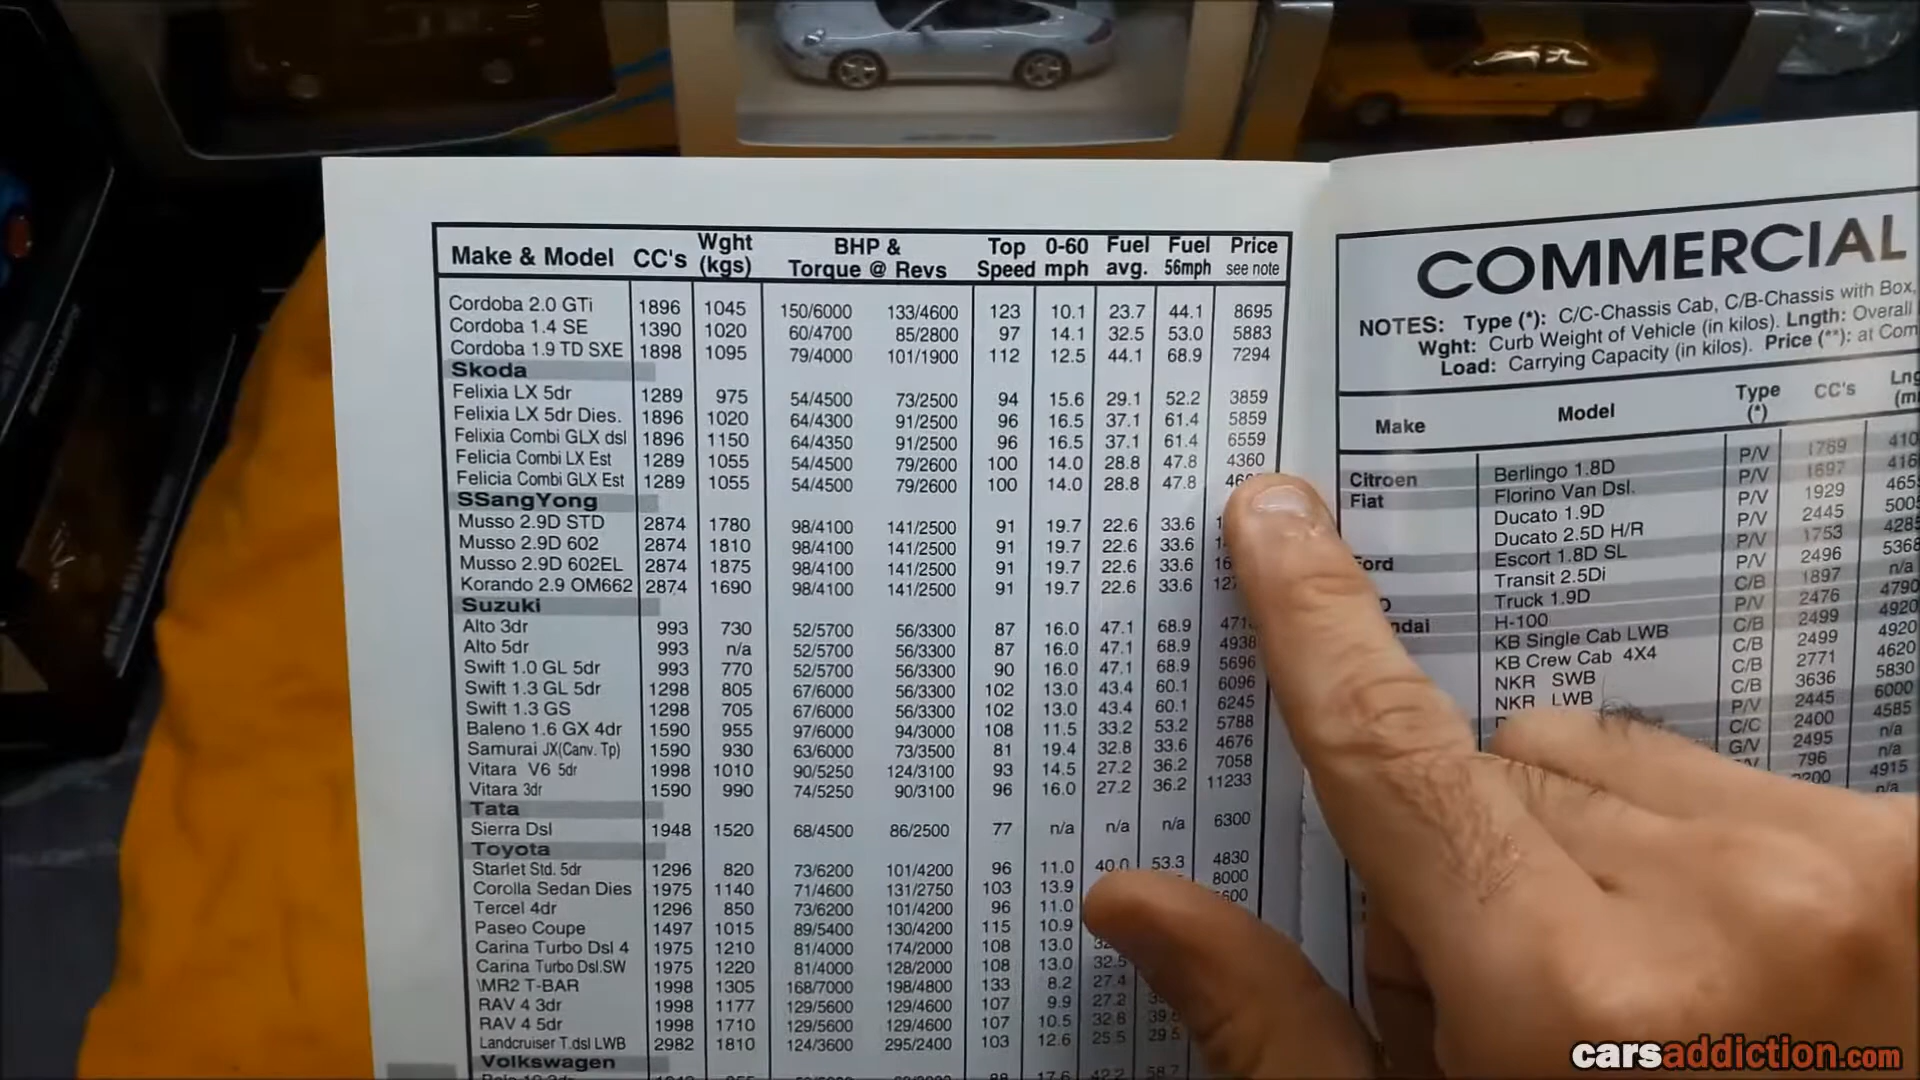 Make & Model CC's Wght (kgs) BHP & Torque @ Revs Top Speed 0-60 mph Fuel avg. Fuel 56mph Price see note
Cordoba 2.0 GTi 1896 1045 150/6000 133/4600 123 10.1 23.7 44.1 8695
Cordoba 1.4 SE 1390 1020 60/4700 85/2800 97 14.1 32.5 53.0 5883
Cordoba 1.9 TD SXE 1898 1095 79/4000 101/1900 112 12.5 44.1 68.9 7294
Skoda
Felixia LX 5dr 1289 975 54/4500 73/2500 94 15.6 29.1 52.2 3859
Felixia LX 5dr Dies. 1896 1020 64/4300 91/2500 96 16.5 37.1 61.4 5859
Felixia Combi GLX dsl 1896 1150 64/4350 91/2500 96 16.5 37.1 61.4 6559
Felicia Combi LX Est 1289 1055 54/4500 79/2600 100 14.0 28.8 47.8 4360
Felicia Combi GLX Est 1289 1055 54/4500 79/2600 100 14.0 28.8 47.8
SSangYong
Musso 2.9D STD 2874 1780 98/4100 141/2500 91 19.7 22.6 33.6
Musso 2.9D 602 2874 1810 98/4100 141/2500 91 19.7 22.6 33.6
Musso 2.9D 602EL 2874 1875 98/4100 141/2500 91 19.7 22.6 33.6
Korando 2.9 OM662 2874 1690 98/4100 141/2500 91 19.7 22.6 33.6
Suzuki
Alto 3dr 993 730 52/5700 56/3300 87 16.0 47.1 68.9
Alto 5dr 993 n/a 52/5700 56/3300 87 16.0 47.1 68.9 4938
Swift 1.0 GL 5dr 993 770 52/5700 56/3300 90 16.0 47.1 68.9 5696
Swift 1.3 GL 5dr 1298 805 67/6000 56/3300 102 13.0 43.4 60.1 6096
Swift 1.3 GS 1298 705 67/6000 56/3300 102 13.0 43.4 60.1 6245
Baleno 1.6 GX 4dr 1590 955 97/6000 94/3000 108 11.5 33.2 53.2 5788
Samurai JX(Canv. Tp) 1590 930 63/6000 73/3500 81 19.4 32.8 33.6 4676
Vitara V6 5dr 1998 1010 90/5250 124/3100 93 14.5 27.2 36.2 7058
Vitara 3dr 1590 990 74/5250 90/3100 96 16.0 27.2 36.2 11233
Tata
Sierra Dsl 1948 1520 68/4500 86/2500 77 n/a n/a n/a 6300
Toyota
Starlet Std. 5dr 1296 820 73/6200 101/4200 96 11.0 40.0 53.3 4830
Corolla Sedan Dies 1975 1140 71/4600 131/2750 103 13.9 8000
Tercel 4dr 1296 850 73/6200 101/4200 96 11.0
Paseo Coupe 1497 1015 89/5400 130/4200 115 10.9
Carina Turbo Dsl 4 1975 1210 81/4000 174/2000 108 13.0
Carina Turbo Dsl.SW 1975 1220 81/4000 128/2000 108 13.0 32.5
\MR2 T-BAR 1998 1305 168/7000 198/4800 133 8.2 27.4
RAV 4 3dr 1998 1177 129/5600 129/4600 107 9.9 27.2
RAV 4 5dr 1998 1710 129/5600 129/4600 107 10.5 32.8
Landcruiser T.dsl LWB 2982 1810 124/3600 295/2400 103 12.6 25.5
Volkswagen
COMMERCIAL
NOTES: Type (*): C/C-Chassis Cab, C/B-Chassis with Box,
Wght: Curb Weight of Vehicle (in kilos). Lngth: Overall
Load: Carrying Capacity (in kilos). Price (**): at
Make Model Type (*) CC's
Citroen Berlingo 1.8D P/V 1769
Fiat Florino Van Dsl. P/V 1697
Ducato 1.9D P/V 1929
Ducato 2.5D H/R P/V 2445
Escort 1.8D SL P/V 1753
Transit 2.5Di P/V 2496 5368
Truck 1.9D C/B 1897 n/a
H-100 P/V 2476 4790
KB Single Cab LWB C/B 2499 4920
KB Crew Cab 4X4 C/B 2499 4920
NKR SWB C/B 2771 4620
NKR LWB C/B 3636 5830
P/V 2445 6000
C/C 2400 4585
G/V 2495 n/a
796 n/a
4915
n/a
carsaddiction.com